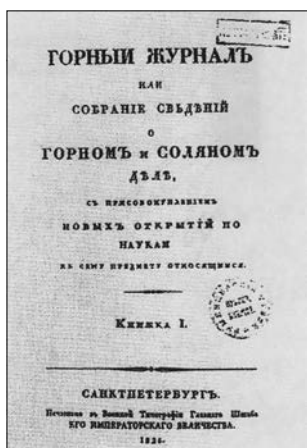 ГОРНЫЙ ЖУРНАЛЪ
ИЛИ
СОБРАНІЕ СВѢДѢНІЙ
О
ГОРНОМЪ и СОЛЯНОМЪ
ДѢЛѢ,
СЪ ПРИСОВОКУПЛЕНІЕМЪ
НОВЫХЪ ОТКРЫТІЙ ПО
НАУКАМЪ
КЪ СЕМУ ПРЕДМЕТУ ОТНОСЯЩИМСЯ.
Книжка I.
САНКТПЕТЕРБУРГЪ.
Печатано въ Военной Типографіи Главнаго Штаба
ЕГО ИМПЕРАТОРСКАГО ВЕЛИЧЕСТВА.